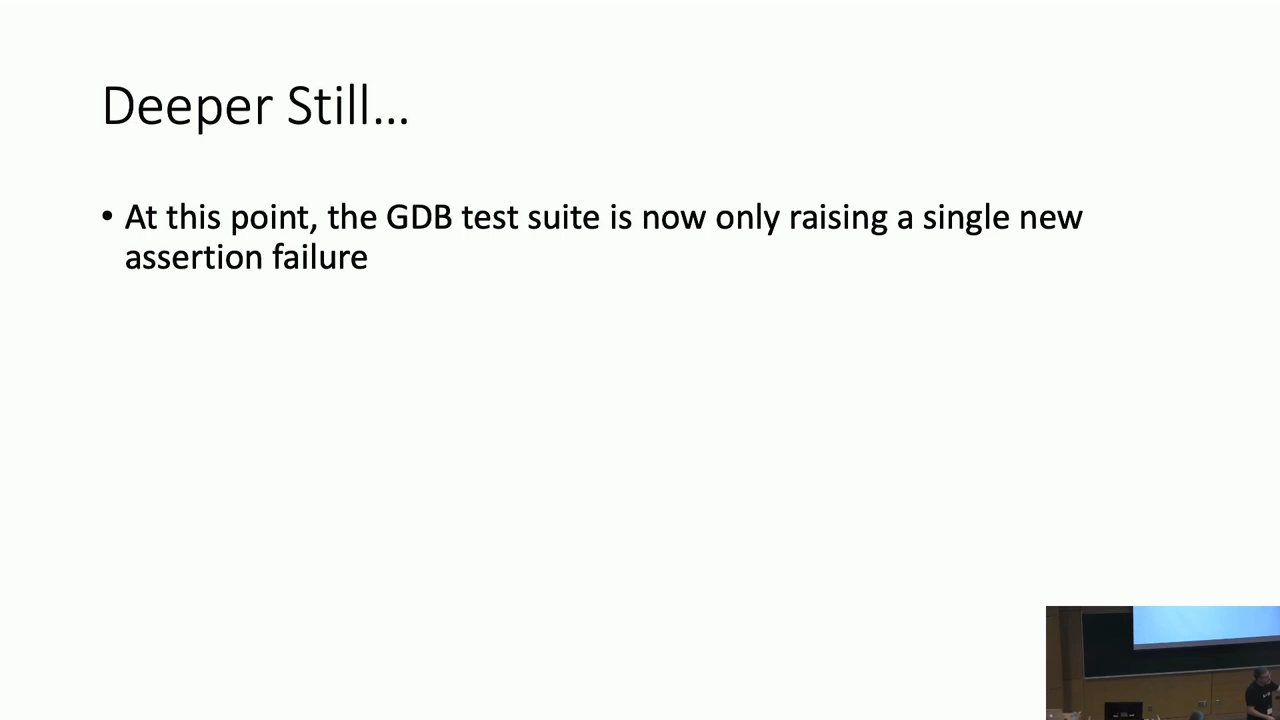 Deeper Still...
• At this point, the GDB test suite is now only raising a single new
assertion failure